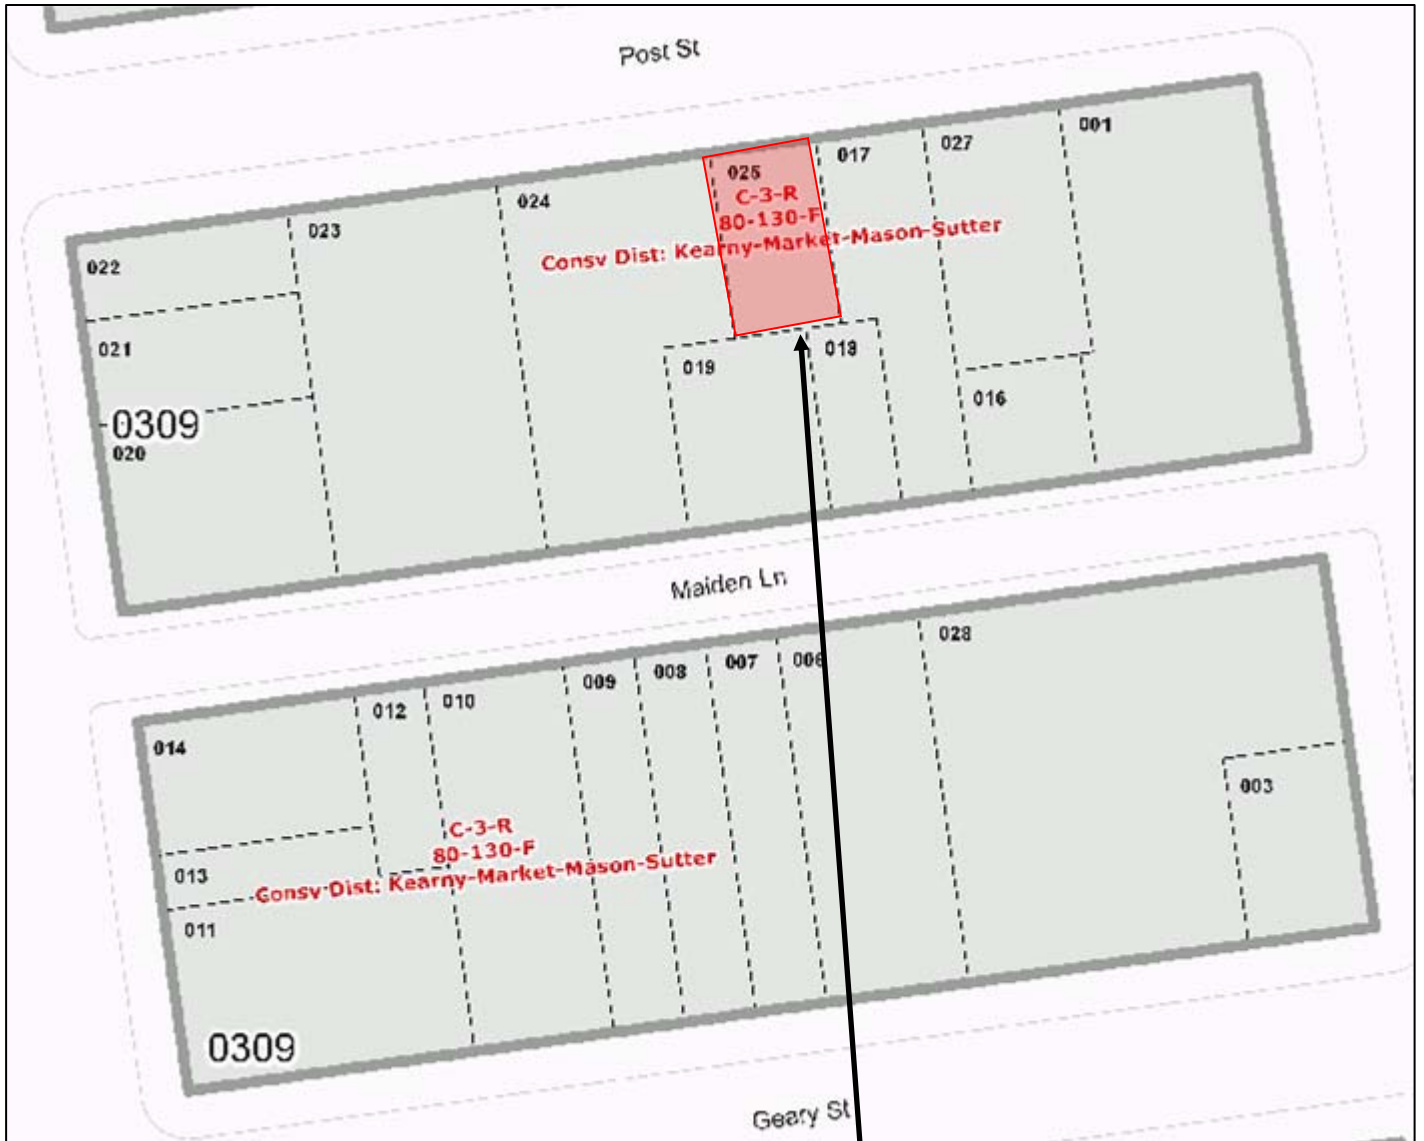 Post St
001
027
017
025
C-3-R
80-130-F
Consv Dist: Kearny-Market-Mason-Sutter
024
023
022
021
0309
020
019
018
016
Maiden Ln
028
006
007
008
009
010
012
014
003
C-3-R
80-130-F
Consv Dist: Kearny-Market-Mason-Sutter
013
011
0309
Geary St